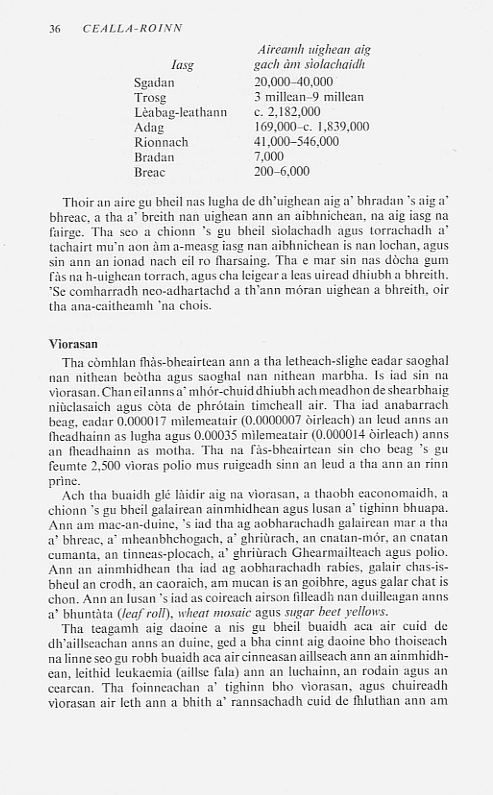 36 CEALLA-ROINN
Aireamh uighean aig
Iasg gach àm sìolachaidh
Sgadan 20,000–40,000
Trosg 3 millean–9 millean
Lèabag-leathann c. 2,182,000
Adag 169,000–c. 1,839,000
Rionnach 41,000–546,000
Bradan 7,000
Breac 200–6,000
Thoir an aire gu bheil nas lugha de dh'uighean aig a' bhradan 's aig a'
bhreac, a tha a' breith nan uighean ann an aibhnichean, na aig iasg na
fairge. Tha seo a chionn 's gu bheil sìolachadh agus torrachadh a'
tachairt mu'n aon àm a-measg iasg nan aibhnichean is nan lochan, agus
sin ann an ionad nach eil ro fharsaing. Tha e mar sin nas dòcha gum
fàs na h-uighean torrach, agus cha leigear a leas uiread dhiubh a bhreith.
'Se comharradh neo-adhartachd a th'ann móran uighean a bhreith, oir
tha ana-caitheamh 'na chois.
Vìorasan
Tha còmhlan fhàs-bheairtean ann a tha letheach-slighe eadar saoghal
nan nithean beòtha agus saoghal nan nithean marbha. Is iad sin na
vìorasan. Chan eil anns a' mhór-chuid dhiubh ach meadhon de shearbhaig
niùclasaich agus còta de phrótain timcheall air. Tha iad anabarrach
beag, eadar 0.000017 mìlemeatair (0.0000007 òirleach) an leud anns an
fheadhainn as lugha agus 0.00035 mìlemeatair (0.000014 òirleach) anns
an fheadhainn as motha. Tha na fàs-bheairtean sin cho beag 's gu
feumte 2,500 vìoras polio mus ruigeadh sinn an leud a tha ann an rinn
prìne.
Ach tha buaidh glé làidir aig na vìorasan, a thaobh eaconomaidh, a
chionn 's gu bheil galairean ainmhidhean agus lusan a' tighinn bhuapa.
Ann am mac-an-duine, 's iad tha ag aobharachadh galairean mar a tha
a' bhreac, a' mheanbhchogach, a' ghriùrach, an cnatan-mór, an cnatan
cumanta, an tinneas-plocach, a' ghriùrach Ghearmailteach agus polio.
Ann an ainmhidhean tha iad ag aobharachadh rabies, galair chas-is-
bheul an crodh, an caoraich, am mucan is an goibhre, agus galar chat is
chon. Ann an lusan 's iad as coireach airson filleadh nan duilleagan anns
a' bhuntàta (leaf roll), wheat mosaic agus sugar beet yellows.
Tha teagamh aig daoine a nis gu bheil buaidh aca air cuid de
dh'aillseachan anns an duine, ged a bha cinnt aig daoine bho thoiseach
na linne seo gu robh buaidh aca air cinneasan aillseach ann an ainmhidh-
ean, leithid leukaemia (aillse fala) ann an luchainn, an rodain agus an
cearcan. Tha foinneachan a' tighinn bho vìorasan, agus chuireadh
vìorasan air leth ann a bhith a' rannsachadh cuid de fhluthan ann am